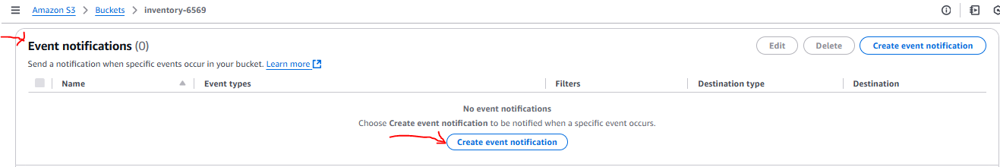 Amazon S3 > Buckets > inventory-6569
Event notifications (0)
Edit Delete Create event notification
Send a notification when specific events occur in your bucket. Learn more
Name Event types Filters Destination type Destination
No event notifications
Choose Create event notification to be notified when a specific event occurs.
Create event notification